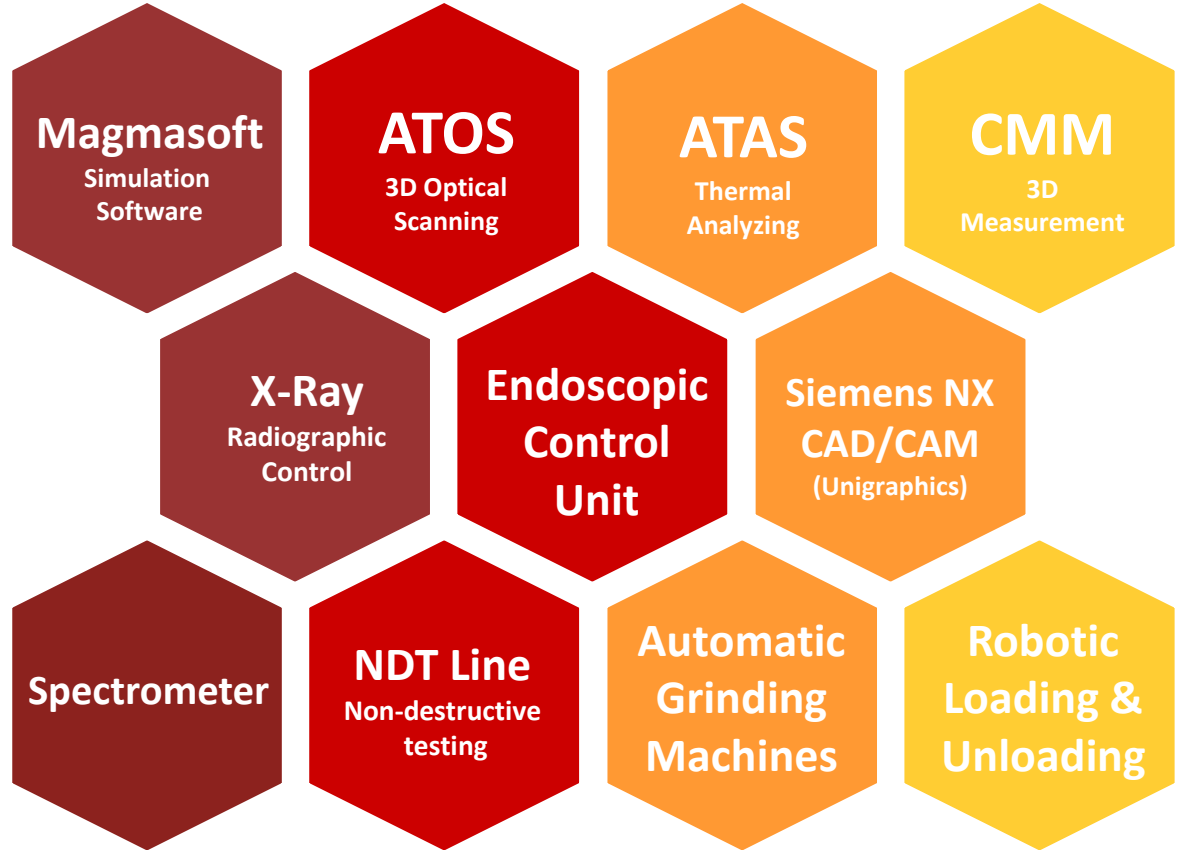 Magmasoft
Simulation
Software
ATOS
3D Optical
Scanning
ATAS
Thermal
Analyzing
CMM
3D
Measurement
X-Ray
Radiographic
Control
Endoscopic
Control
Unit
Siemens NX
CAD/CAM
(Unigraphics)
Spectrometer
NDT Line
Non-destructive
testing
Automatic
Grinding
Machines
Robotic
Loading &
Unloading